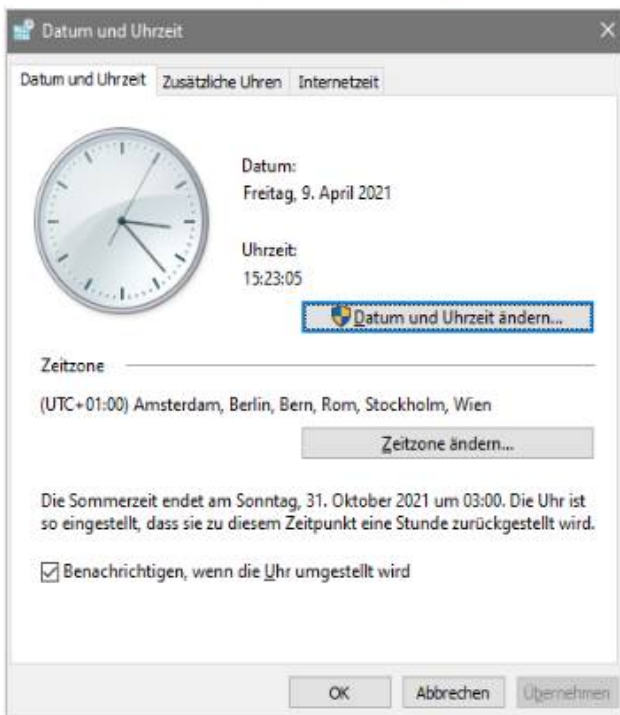 Datum und Uhrzeit
Datum und Uhrzeit Zusätzliche Uhren Internetzeit
Datum:
Freitag, 9. April 2021
Uhrzeit:
15:23:05
Datum und Uhrzeit ändern...
Zeitzone
(UTC+01:00) Amsterdam, Berlin, Bern, Rom, Stockholm, Wien
Zeitzone ändern...
Die Sommerzeit endet am Sonntag, 31. Oktober 2021 um 03:00. Die Uhr ist
so eingestellt, dass sie zu diesem Zeitpunkt eine Stunde zurückgestellt wird.
Benachrichtigen, wenn die Uhr umgestellt wird
OK Abbrechen Übernehmen